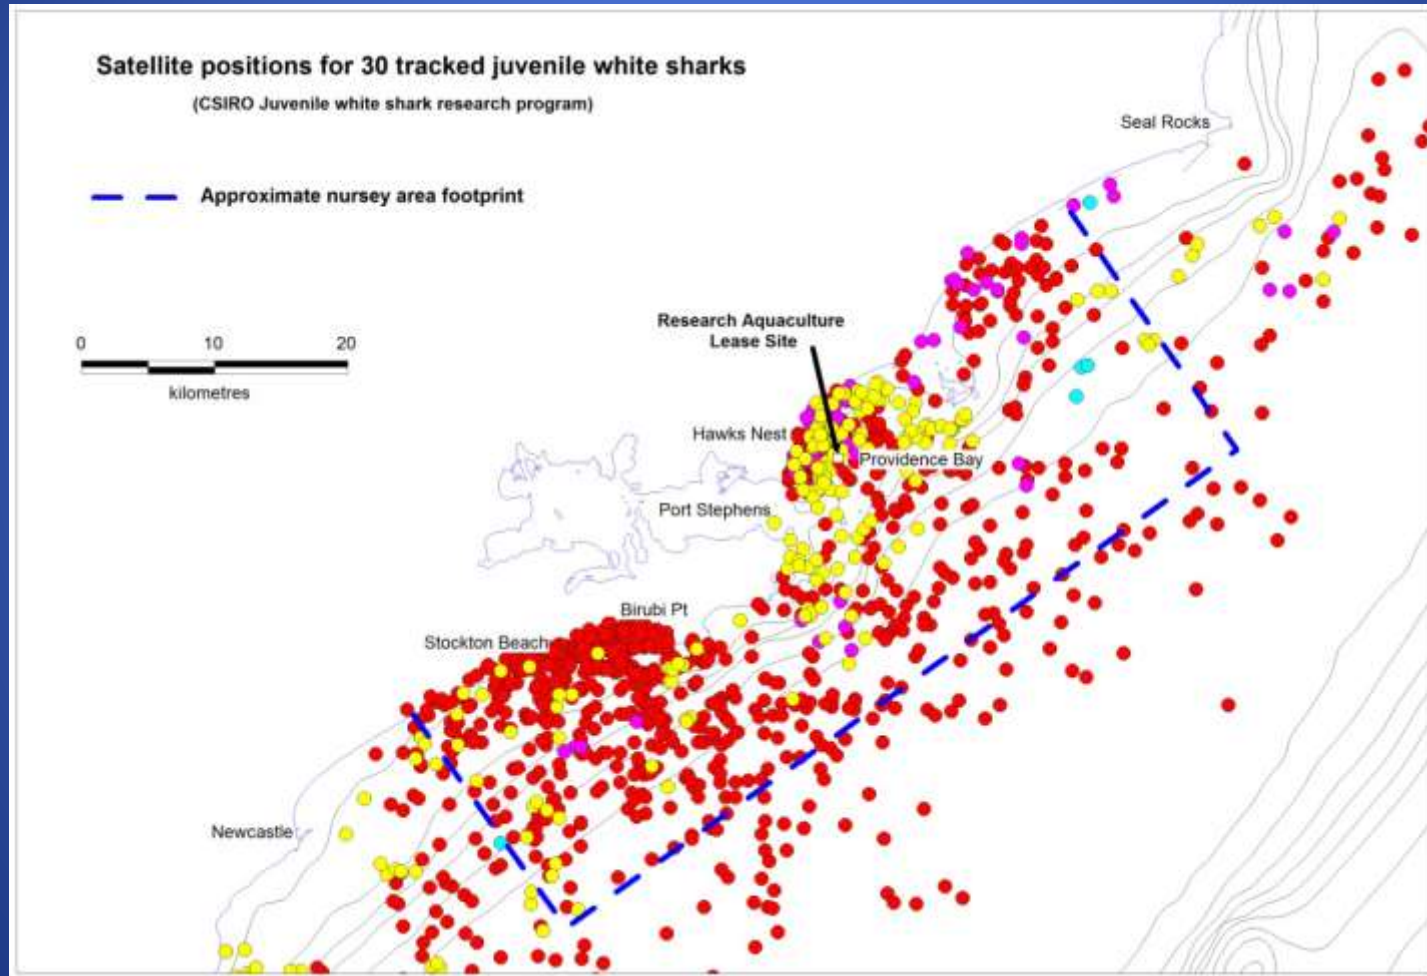 Satellite positions for 30 tracked juvenile white sharks
(CSIRO Juvenile white shark research program)
Seal Rocks
Approximate nursey area footprint
Research Aquaculture
Lease Site
0 10 20
kilometres
Hawks Nest
Providence Bay
Port Stephens
Birubi Pt
Stockton Beach
Newcastle